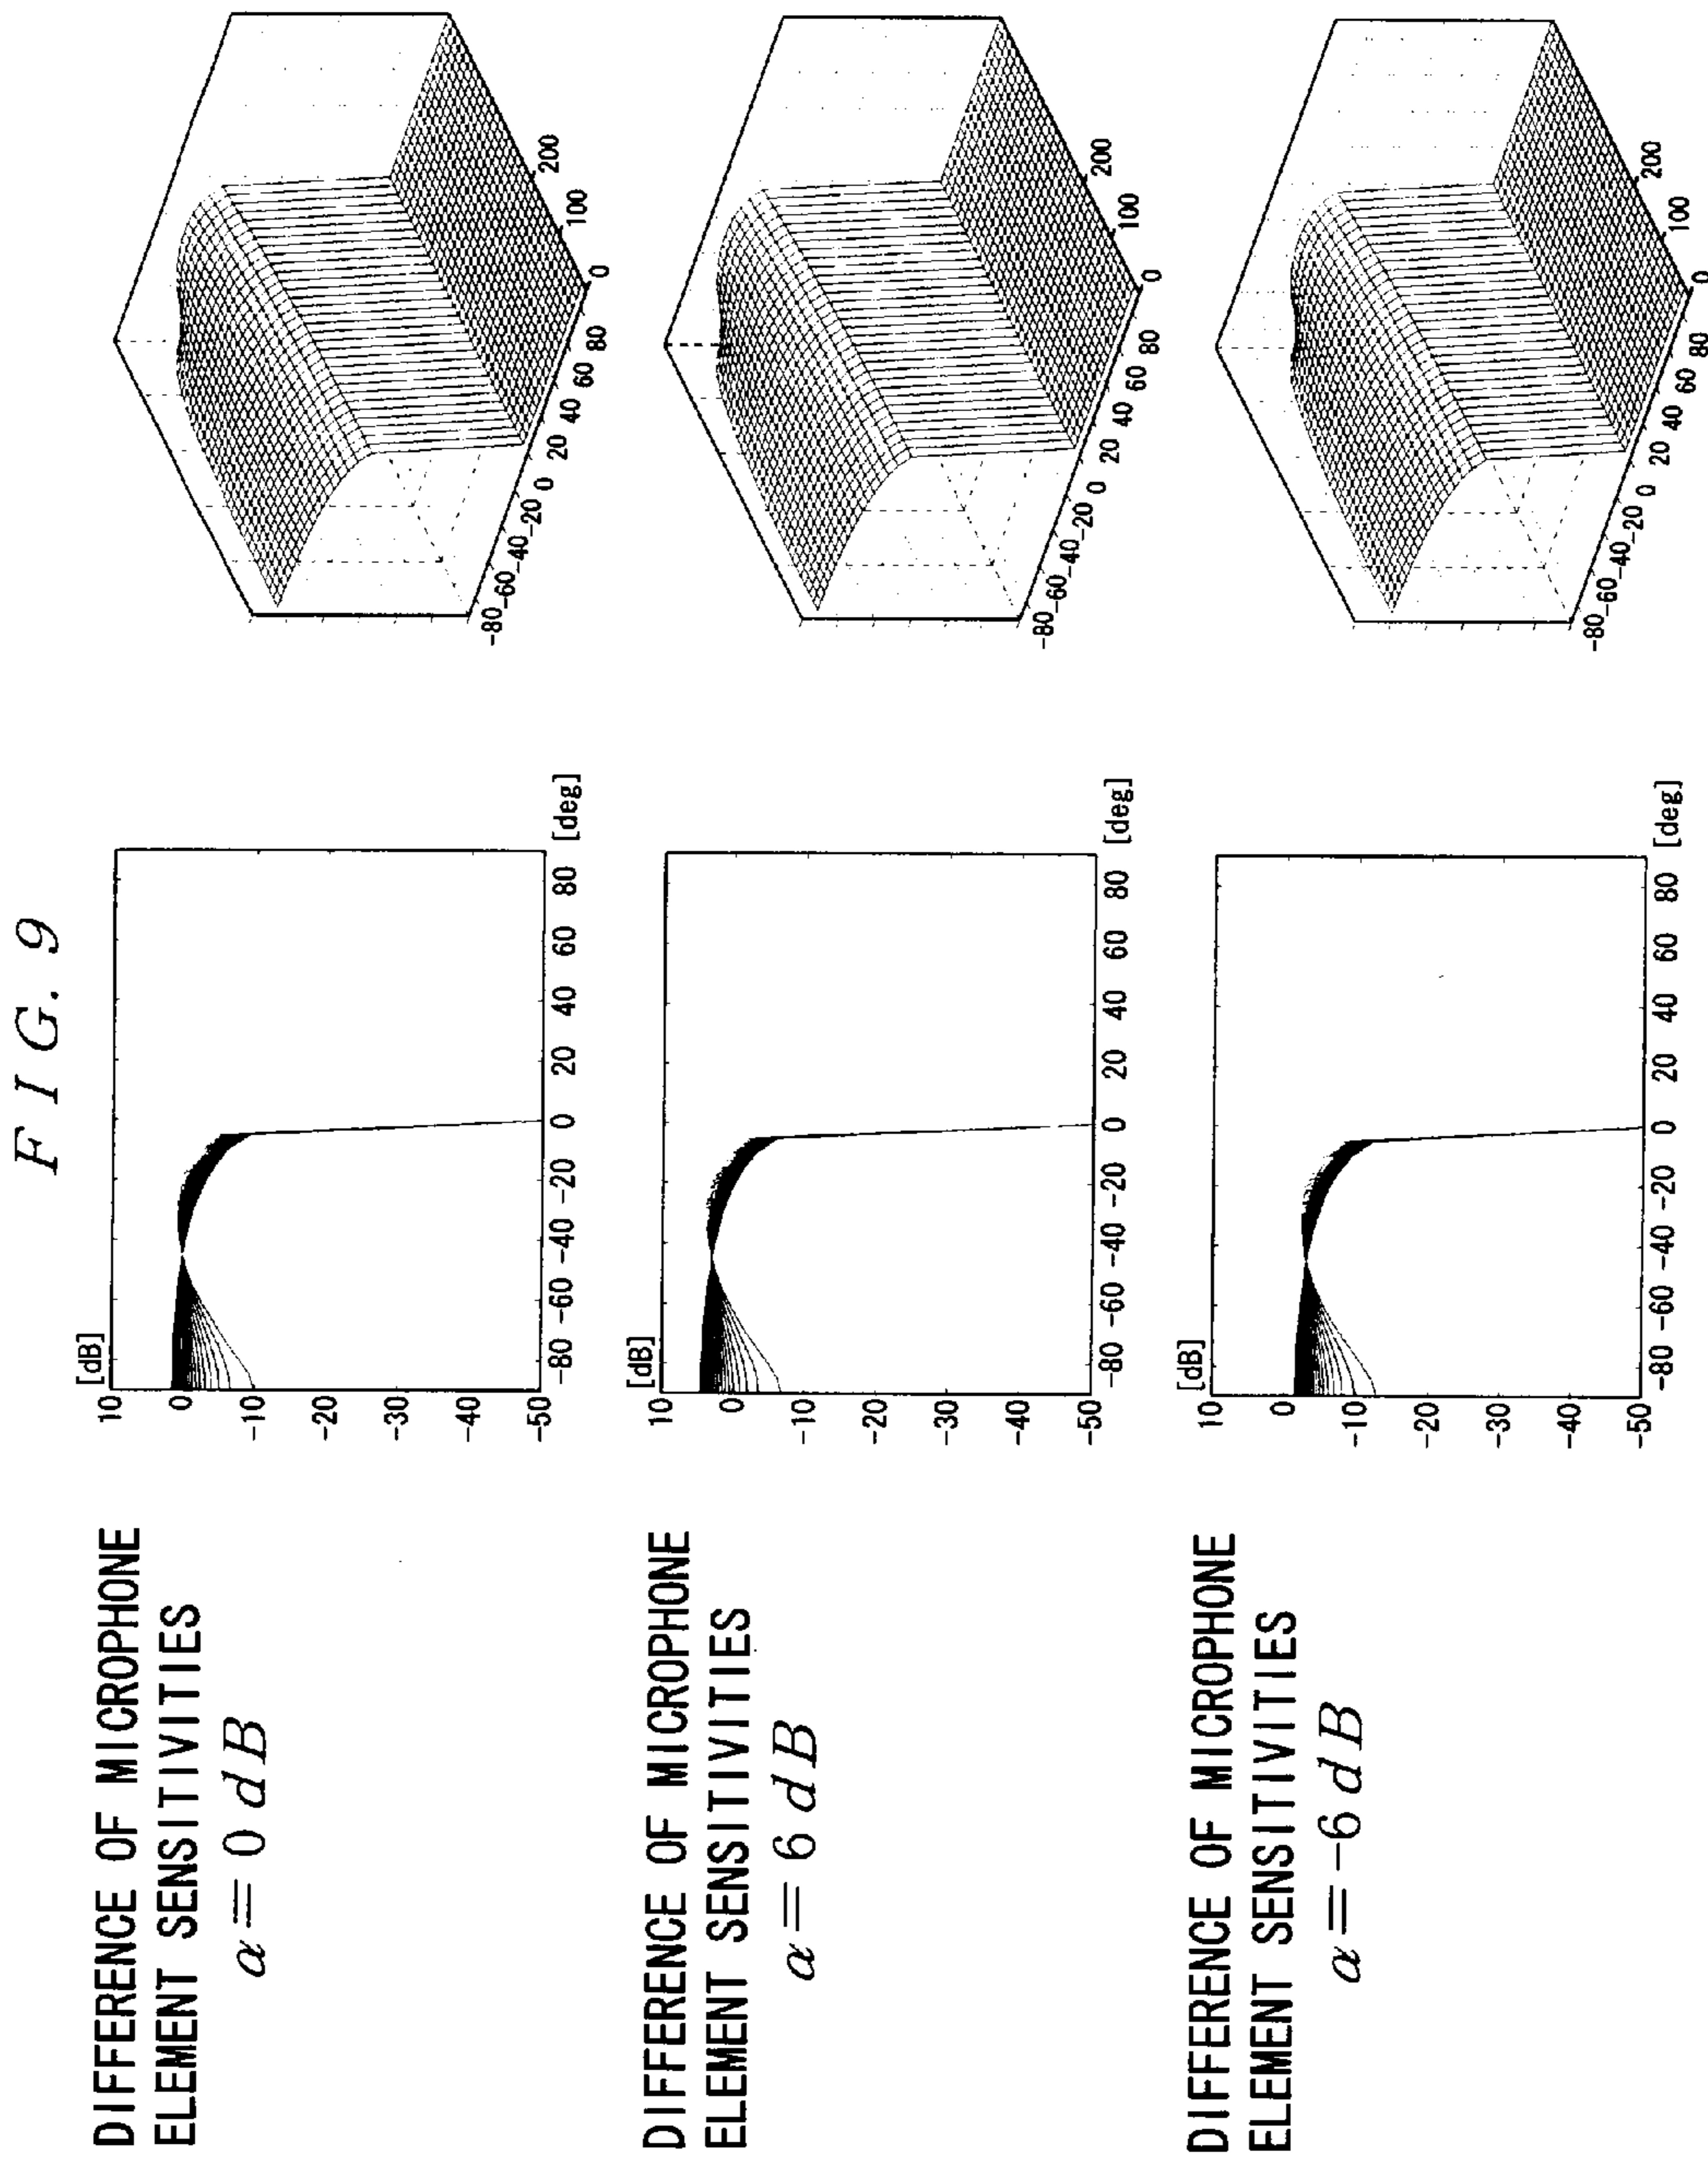 FIG. 9
DIFFERENCE OF MICROPHONE
ELEMENT SENSITIVITIES
α = 0 dB
[dB]
10
0
-10
-20
-30
-40
-50
-80 -60 -40 -20 0 20 40 60 80 [deg]
-80 -60 -40 -20 0 20 40 60 80
0 100 200
DIFFERENCE OF MICROPHONE
ELEMENT SENSITIVITIES
α = 6 dB
[dB]
10
0
-10
-20
-30
-40
-50
-80 -60 -40 -20 0 20 40 60 80 [deg]
-80 -60 -40 -20 0 20 40 60 80
0 100 200
DIFFERENCE OF MICROPHONE
ELEMENT SENSITIVITIES
α = -6 dB
[dB]
10
0
-10
-20
-30
-40
-50
-80 -60 -40 -20 0 20 40 60 80 [deg]
-80 -60 -40 -20 0 20 40 60 80
0 100 200